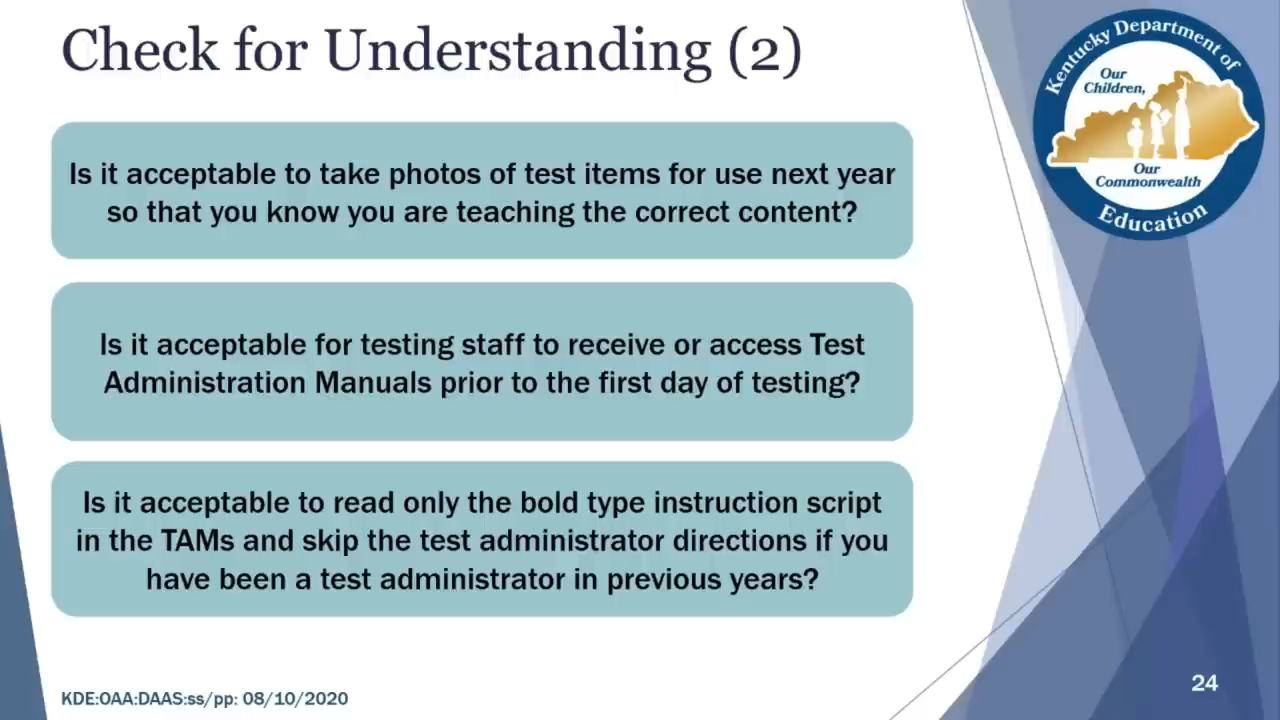 Check for Understanding (2)
Kentucky Department of
Our
Children,
Our
Commonwealth
Education
Is it acceptable to take photos of test items for use next year
so that you know you are teaching the correct content?
Is it acceptable for testing staff to receive or access Test
Administration Manuals prior to the first day of testing?
Is it acceptable to read only the bold type instruction script
in the TAMs and skip the test administrator directions if you
have been a test administrator in previous years?
KDE:OAA:DAAS:ss/pp: 08/10/2020
24